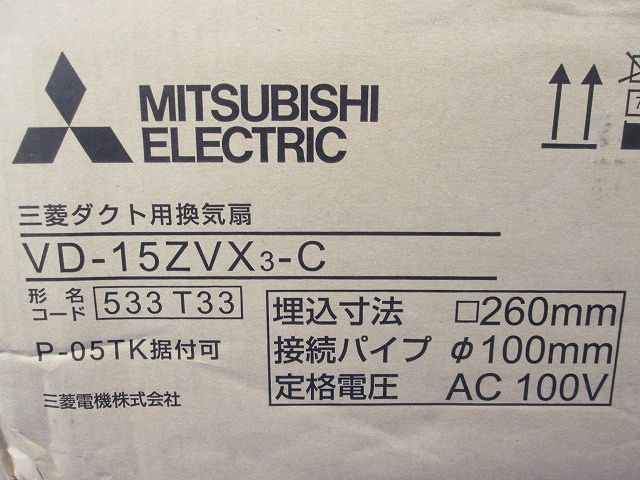 MITSUBISHI
ELECTRIC
三菱ダクト用換気扇
VD-15ZVX3-C
形名
コード 533T33
P-05TK据付可
三菱電機株式会社
埋込寸法 □260mm
接続パイプ φ100mm
定格電圧 AC 100V